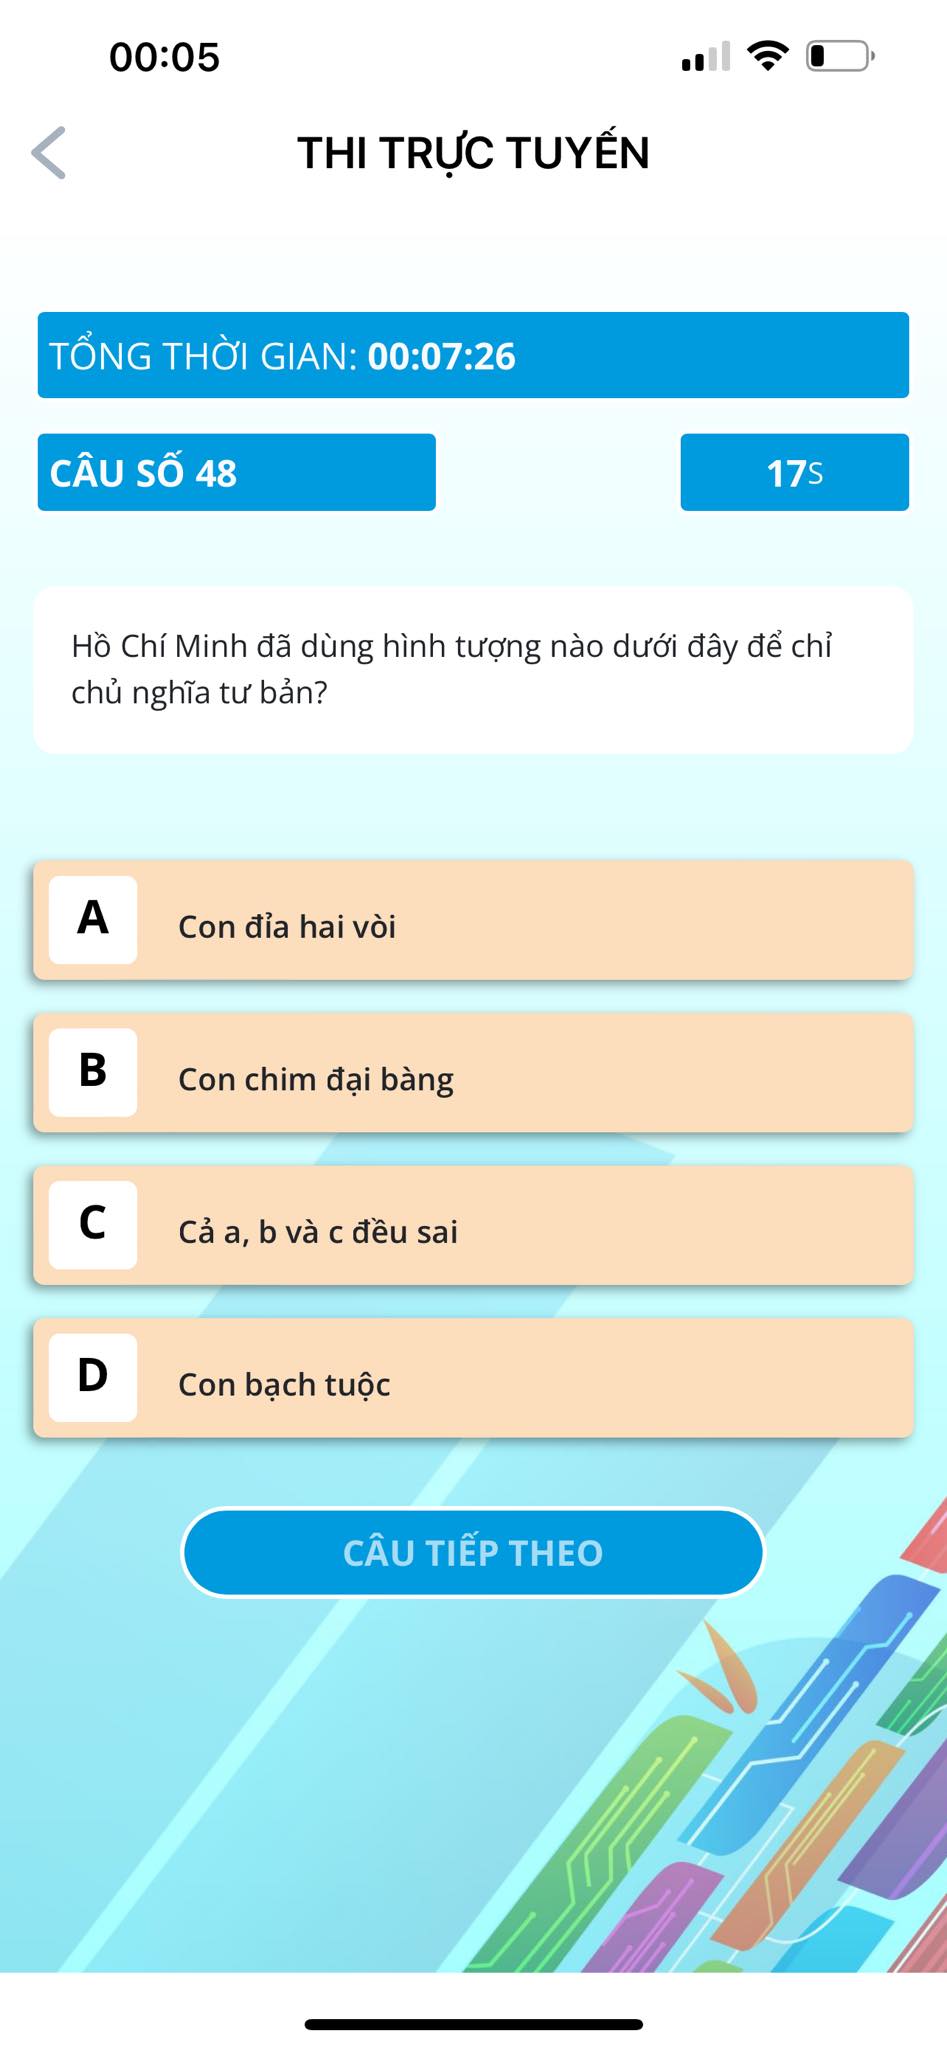 00:05
THI TRỰC TUYẾN
TỔNG THỜI GIAN: 00:07:26
CÂU SỐ 48
17S
Hồ Chí Minh đã dùng hình tượng nào dưới đây để chỉ
chủ nghĩa tư bản?
A Con đỉa hai vòi
B Con chim đại bàng
C Cả a, b và c đều sai
D Con bạch tuộc
CÂU TIẾP THEO